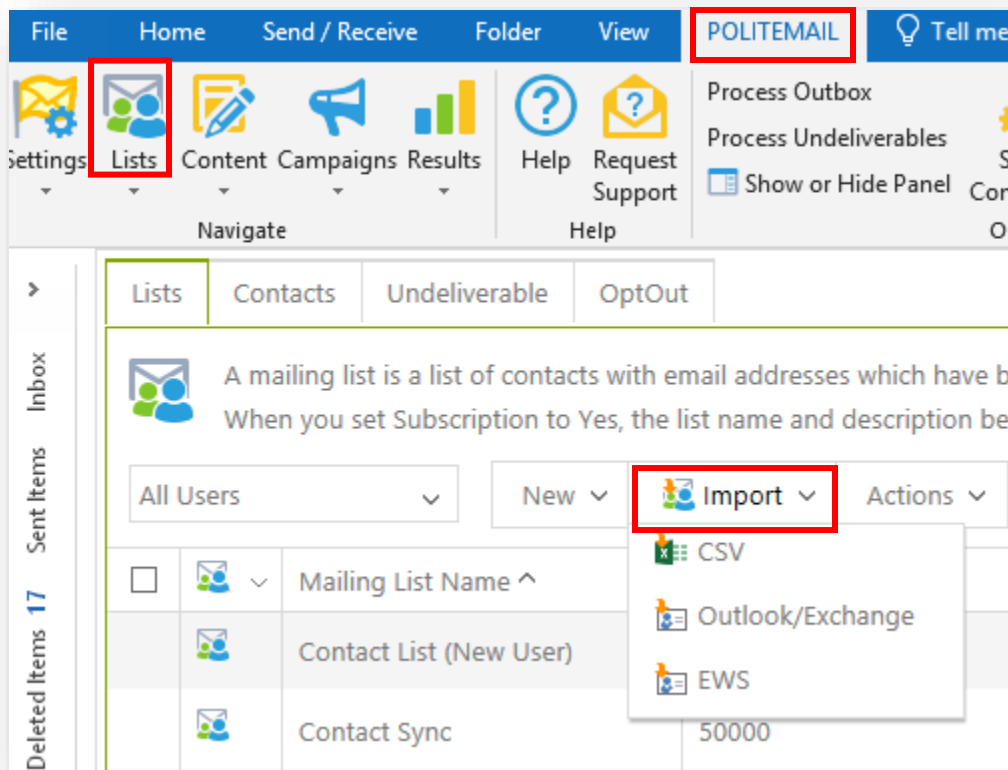 File Home Send / Receive Folder View POLITEMAIL Tell me
Settings Lists Content Campaigns Results Help Request Support
Process Outbox
Process Undeliverables
Show or Hide Panel
Navigate Help
Lists Contacts Undeliverable OptOut
A mailing list is a list of contacts with email addresses which have
When you set Subscription to Yes, the list name and description
All Users New Import Actions
CSV
Outlook/Exchange
EWS
Mailing List Name
Contact List (New User)
Contact Sync 50000
Inbox
Sent Items
Deleted Items 17